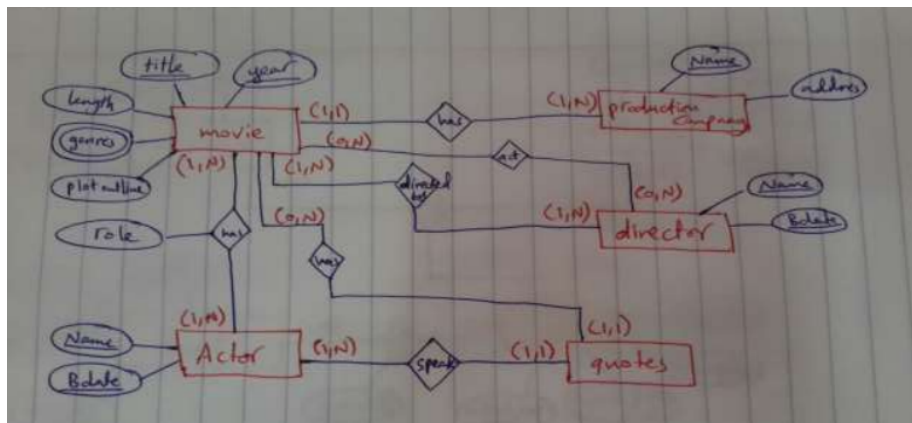 title
year
length
genres
plot outline
movie
(1,1)
has
(1,N)
production
Company
Name
addres
(0,N)
act
(0,N)
(1,N)
(1,N)
directed
by
(1,N)
director
Name
Bdate
role
has
(0,N)
has
(1,1)
(1,N)
Actor
Name
Bdate
(1,N)
speak
(1,1)
quotes